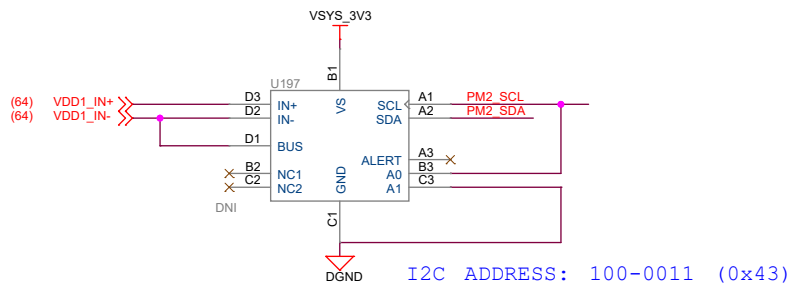 VSYS_3V3
U197
B1
(64) VDD1_IN+ D3 IN+ VS SCL A1 PM2_SCL
(64) VDD1_IN- D2 IN- SDA A2 PM2_SDA
D1 BUS
ALERT A3
B2 NC1 A0 B3
C2 NC2 GND A1 C3
DNI
C1
DGND
I2C ADDRESS: 100-0011 (0x43)